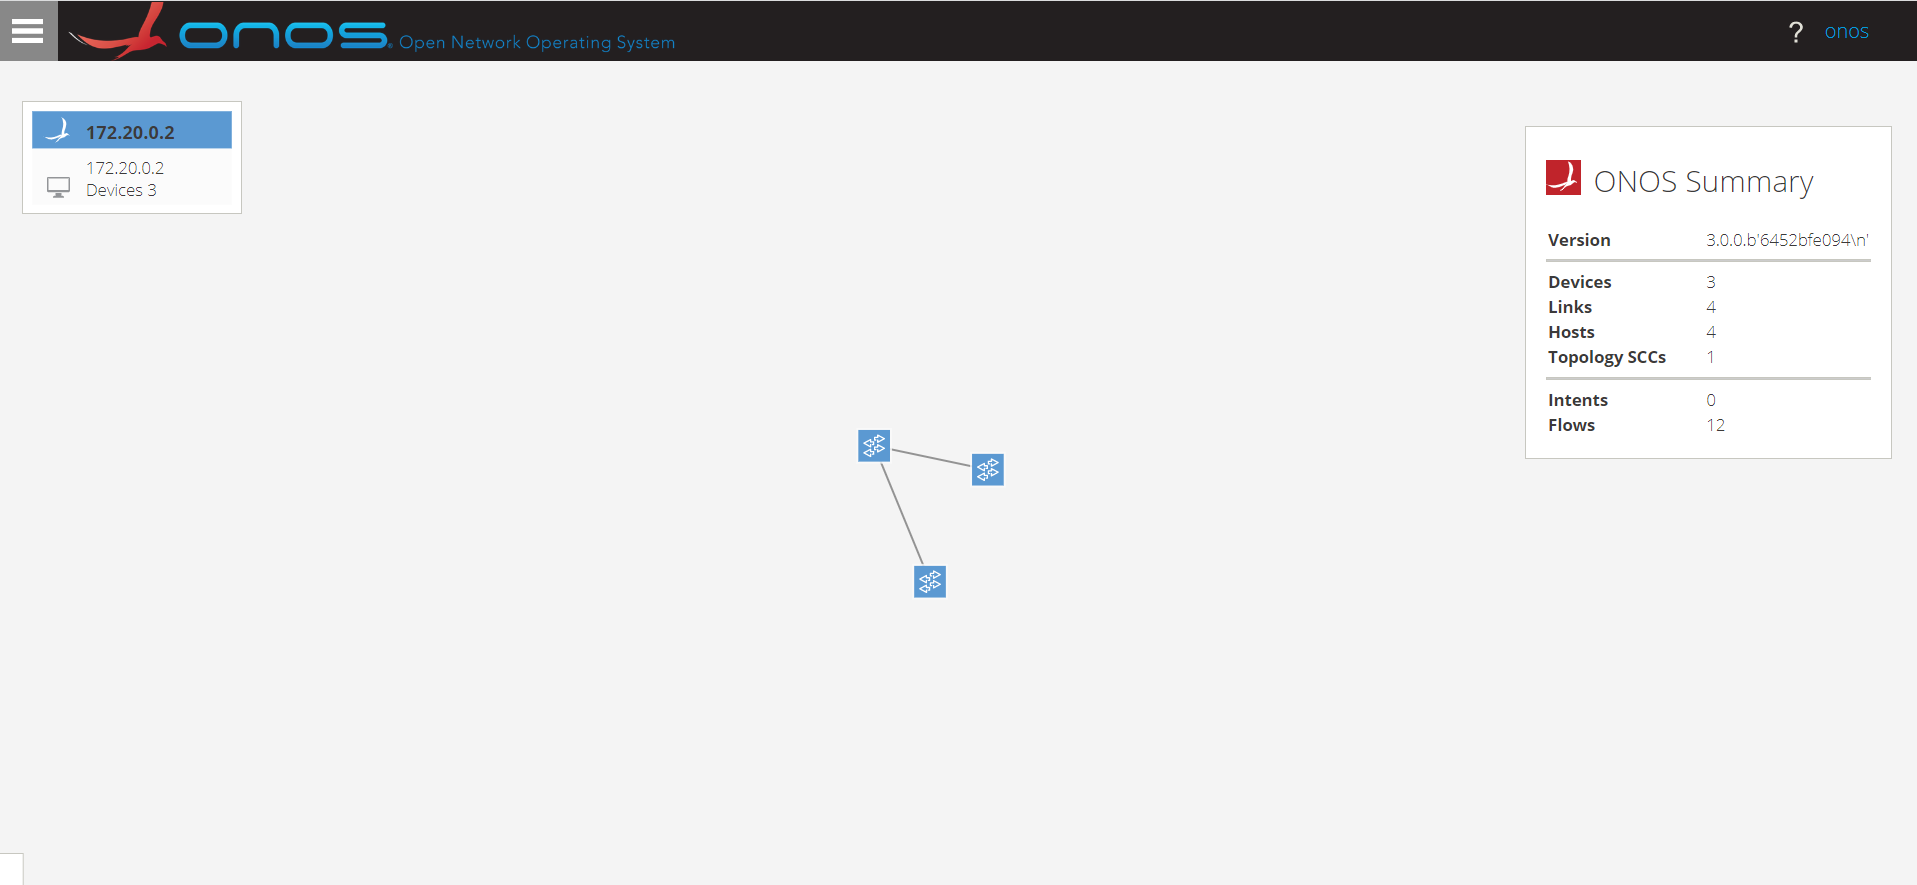 onos® Open Network Operating System
? onos
172.20.0.2
172.20.0.2
Devices 3
ONOS Summary
Version 3.0.0.b'6452bfe094\n'
Devices 3
Links 4
Hosts 4
Topology SCCs 1
Intents 0
Flows 12